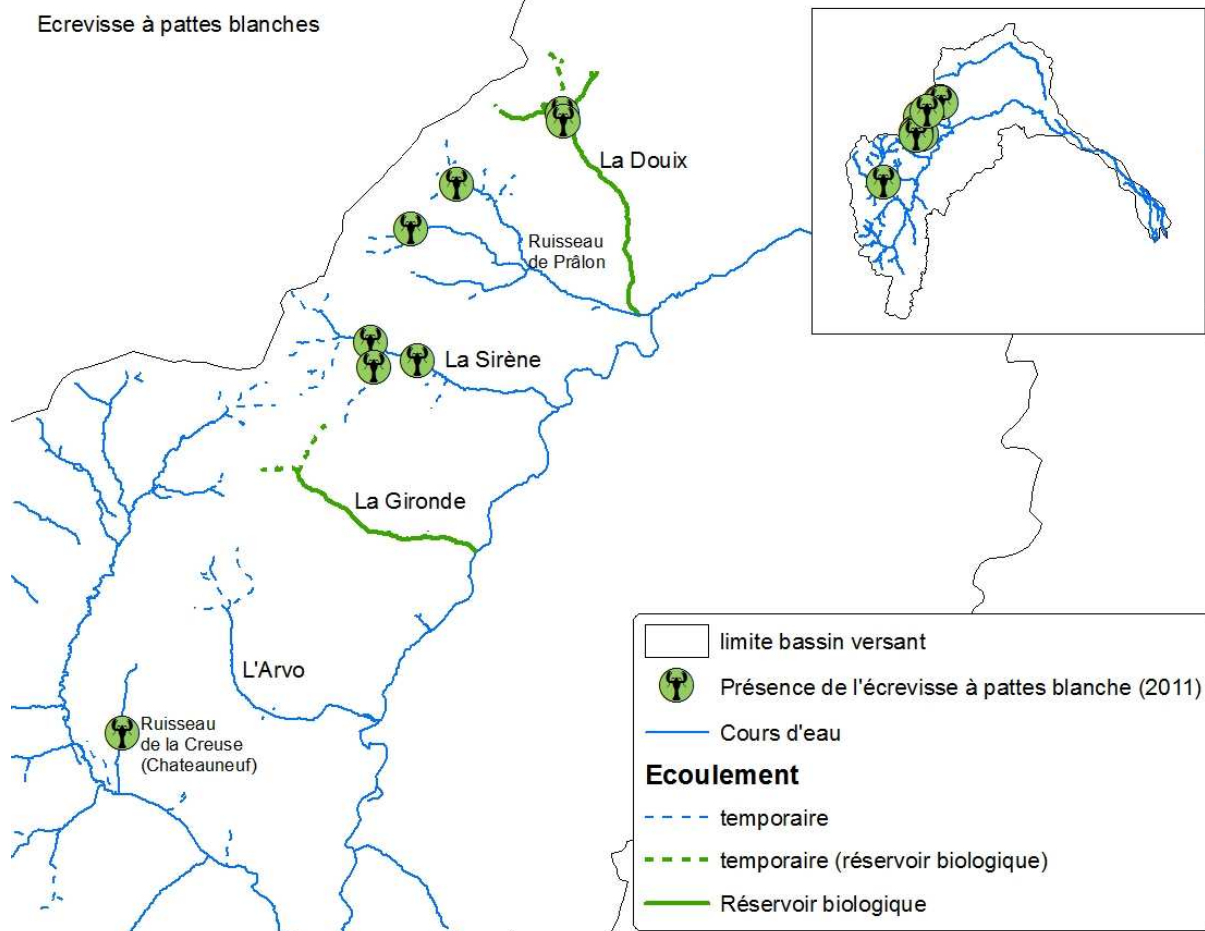 Ecrevisse à pattes blanches
La Douix
Ruisseau
de Prâlon
La Sirène
La Gironde
L'Arvo
Ruisseau
de la Creuse
(Chateauneuf)
limite bassin versant
Présence de l'écrevisse à pattes blanche (2011)
Cours d'eau
Ecoulement
temporaire
temporaire (réservoir biologique)
Réservoir biologique